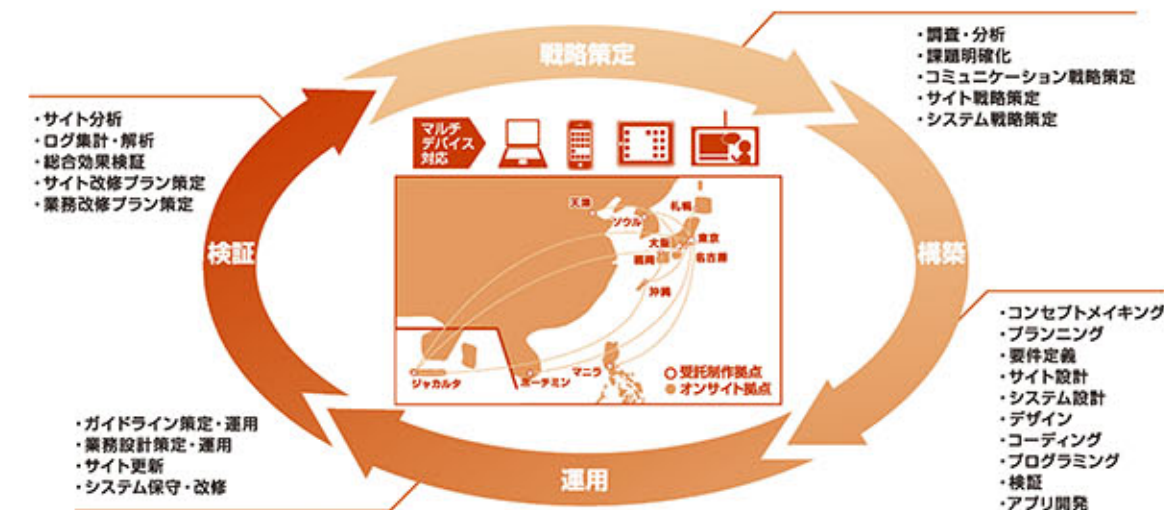 戦略策定
・調査・分析
・課題明確化
・コミュニケーション戦略策定
・サイト戦略策定
・システム戦略策定
・サイト分析
・ログ集計・解析
・総合効果検証
・サイト改修プラン策定
・業務改修プラン策定
マルチ
デバイス
対応
天津
ソウル
札幌
大阪
東京
福岡
名古屋
沖縄
ジャカルタ
ホーチミン
マニラ
受託制作拠点
オンサイト拠点
検証
構築
・コンセプトメイキング
・プランニング
・要件定義
・サイト設計
・システム設計
・デザイン
・コーディング
・プログラミング
・検証
・アプリ開発
・ガイドライン策定・運用
・業務設計策定・運用
・サイト更新
・システム保守・改修
運用